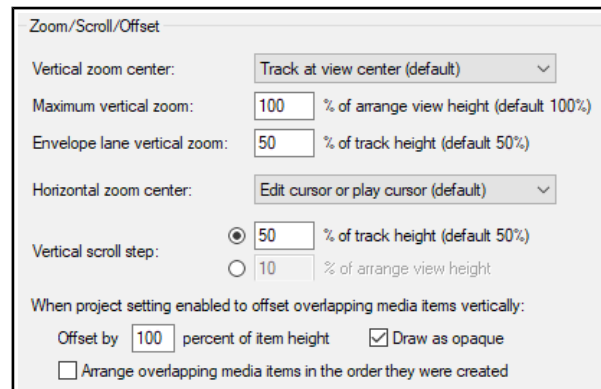 Zoom/Scroll/Offset
Vertical zoom center: Track at view center (default)
Maximum vertical zoom: 100 % of arrange view height (default 100%)
Envelope lane vertical zoom: 50 % of track height (default 50%)
Horizontal zoom center: Edit cursor or play cursor (default)
Vertical scroll step:
50 % of track height (default 50%)
10 % of arrange view height
When project setting enabled to offset overlapping media items vertically:
Offset by 100 percent of item height Draw as opaque
Arrange overlapping media items in the order they were created